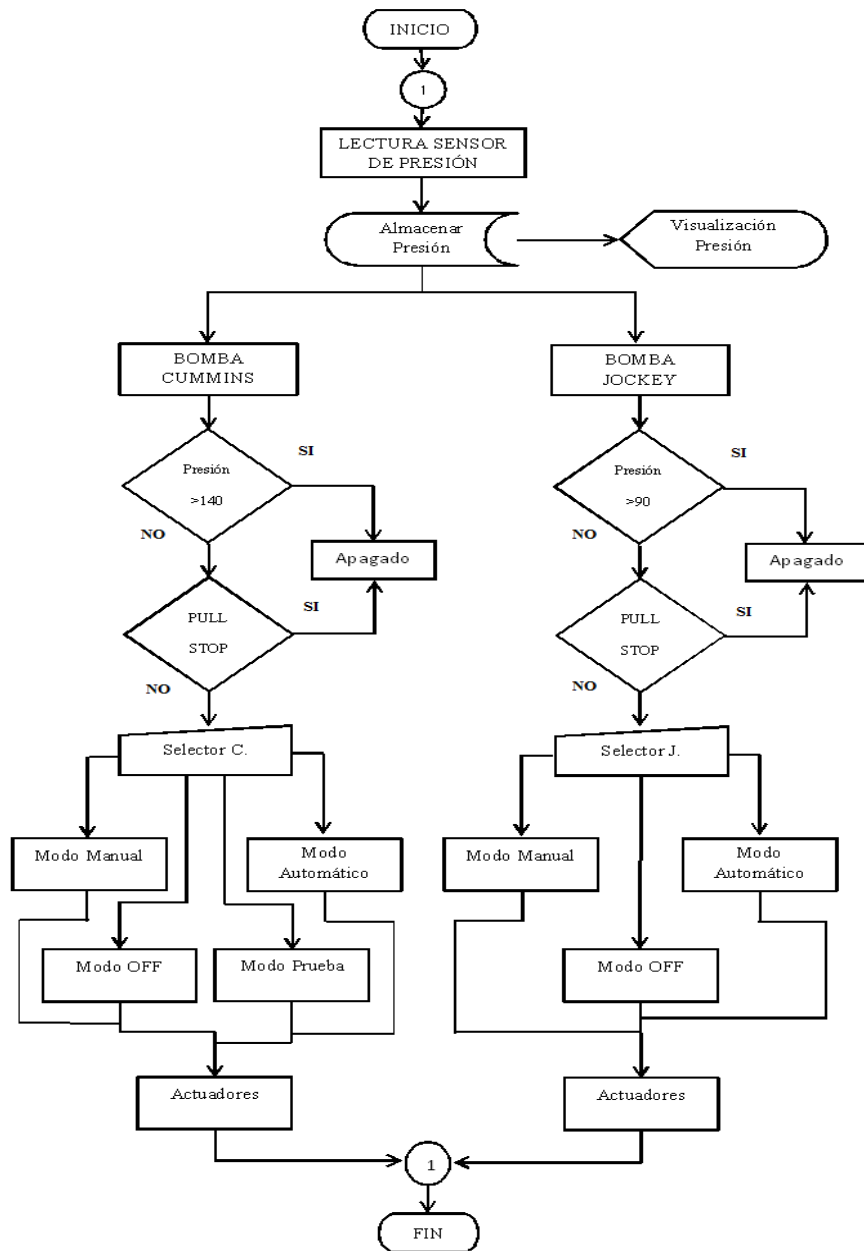 INICIO
1
LECTURA SENSOR
DE PRESIÓN
Almacenar
Presión
Visualización
Presión
BOMBA
CUMMINS
BOMBA
JOCKEY
Presión
>140
SI
NO
Presión
>90
SI
NO
Apagado
Apagado
PULL
STOP
SI
NO
PULL
STOP
SI
NO
Selector C.
Selector J.
Modo Manual
Modo
Automático
Modo Manual
Modo
Automático
Modo OFF
Modo Prueba
Modo OFF
Actuadores
Actuadores
1
FIN